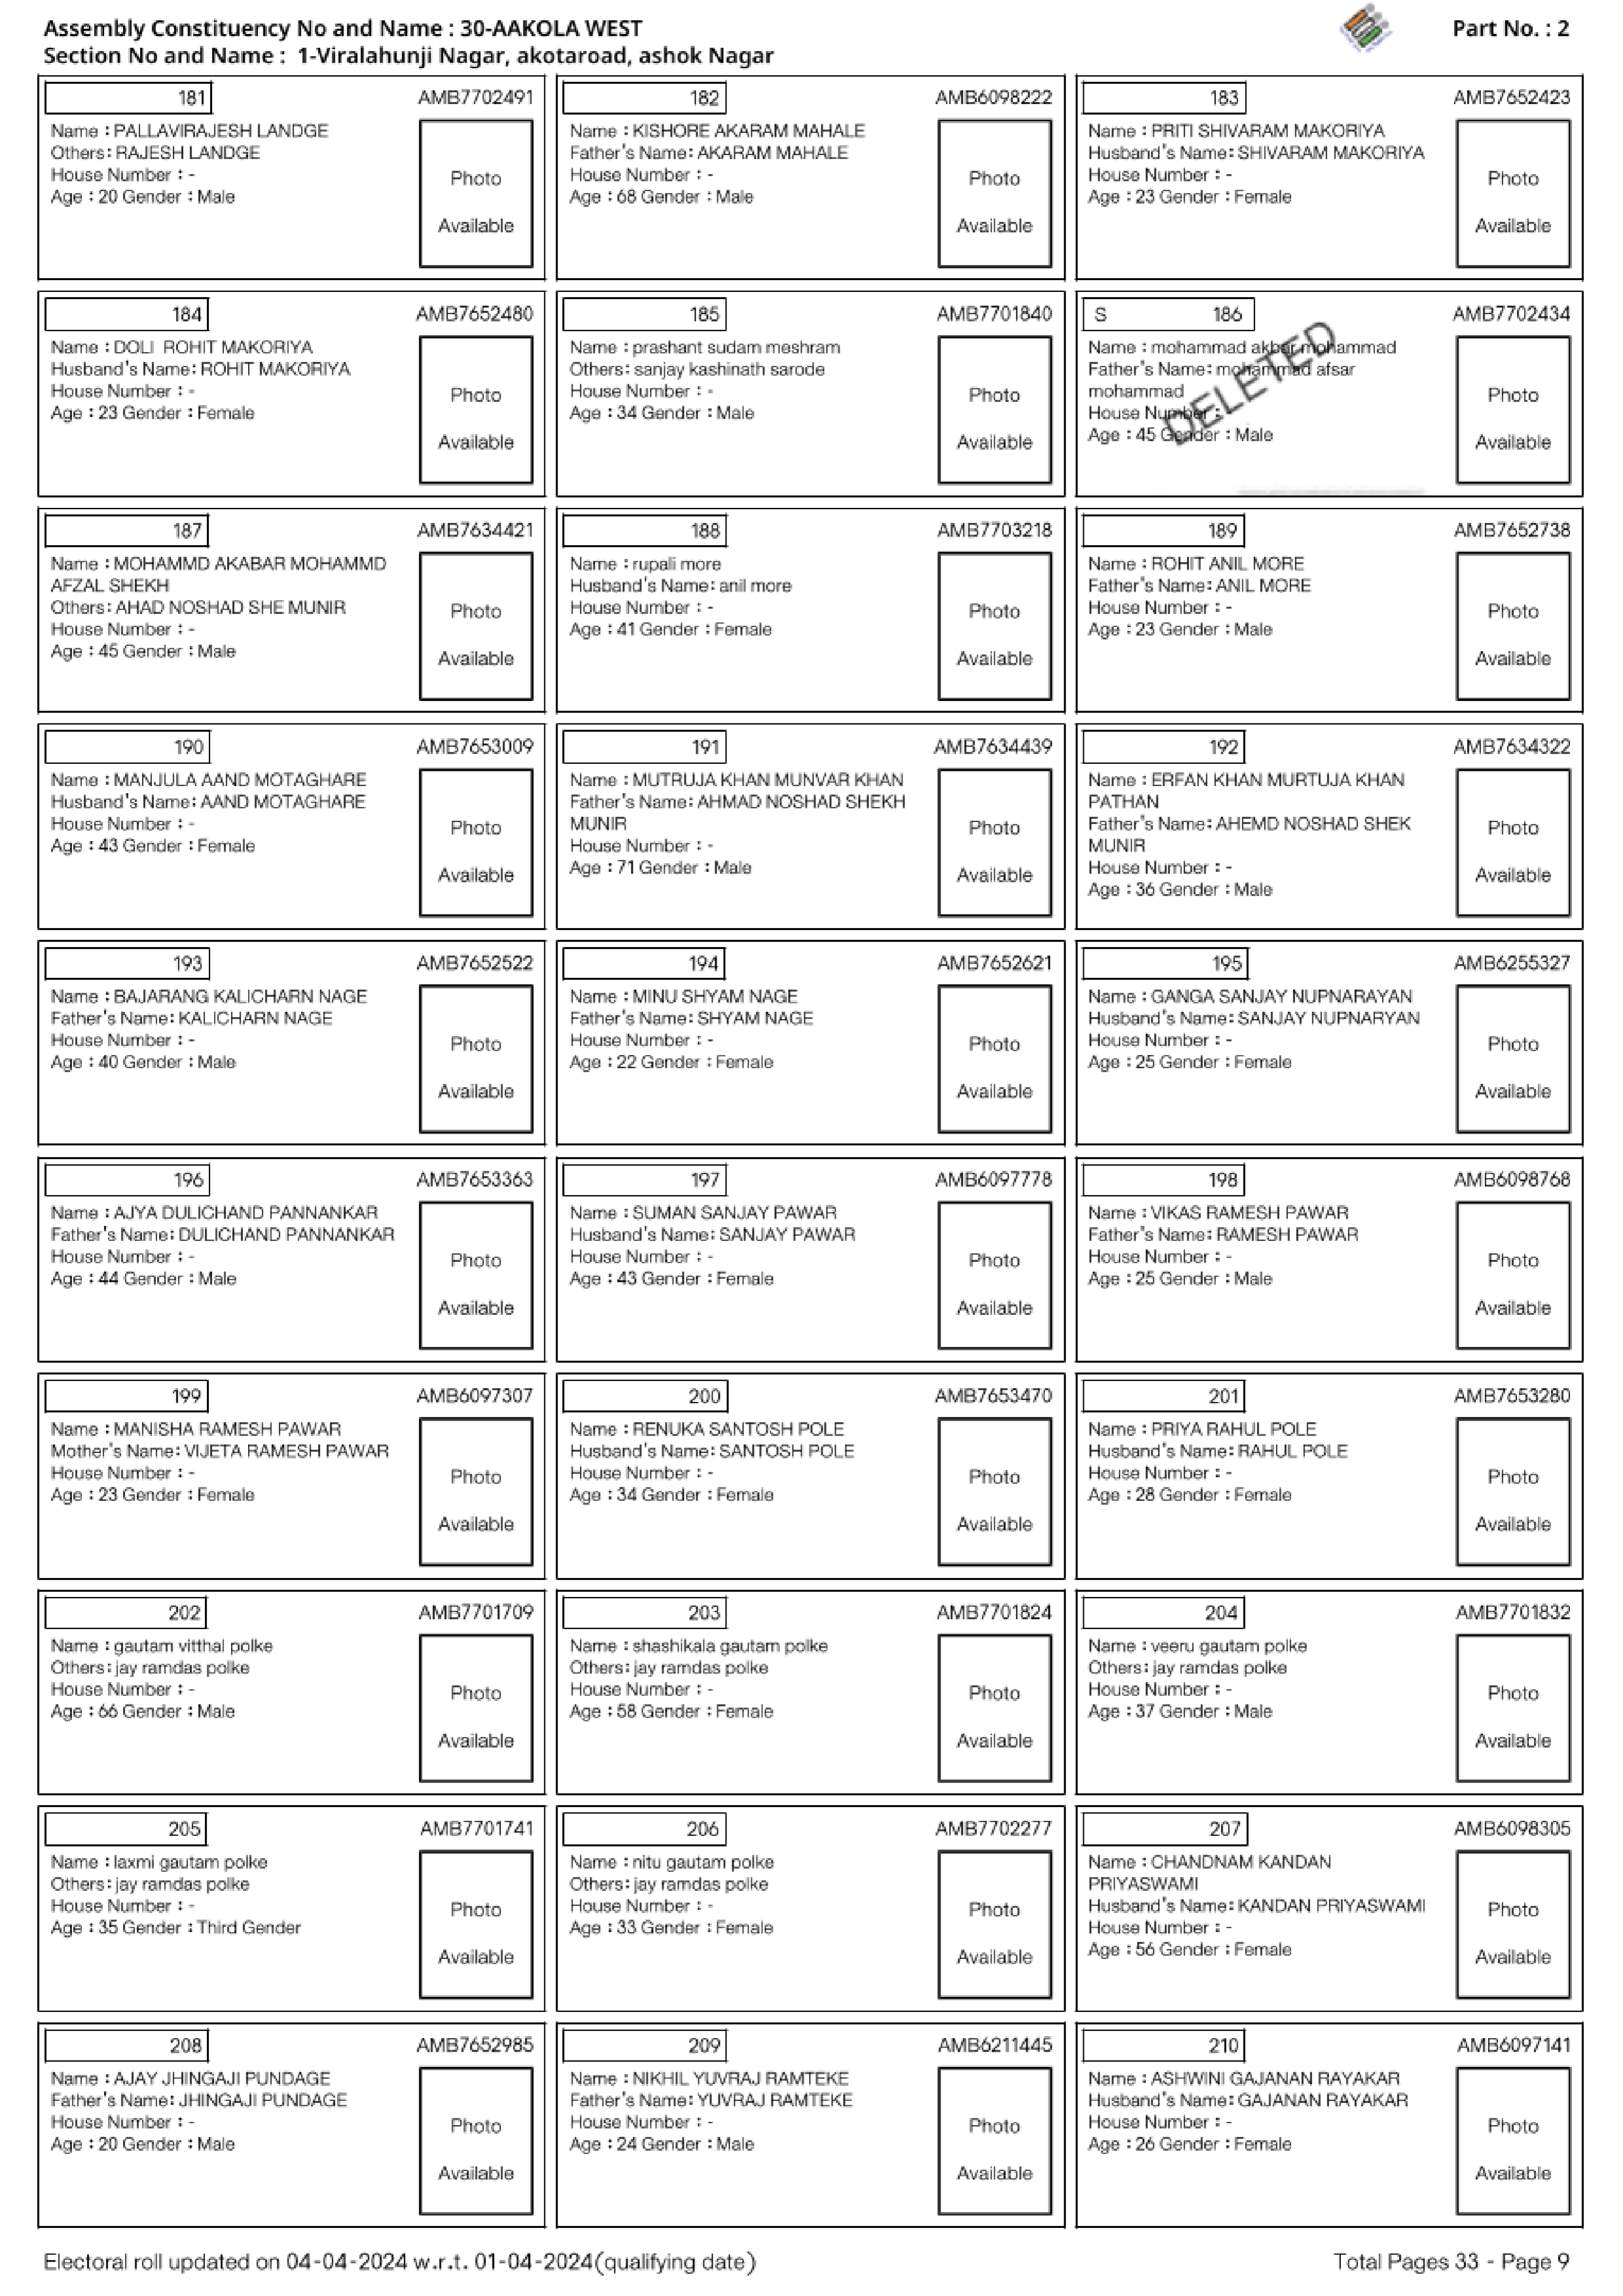 Assembly Constituency No and Name : 30-AAKOLA WEST
Part No. : 2
Section No and Name : 1-Viralahunji Nagar, akotaroad, ashok Nagar
181 AMB7702491
Name : PALLAVIRAJESH LANDGE
Others: RAJESH LANDGE
House Number : -
Age : 20 Gender : Male
Photo
Available
182 AMB6098222
Name : KISHORE AKARAM MAHALE
Father's Name: AKARAM MAHALE
House Number : -
Age : 68 Gender : Male
Photo
Available
183 AMB7652423
Name : PRITI SHIVARAM MAKORIYA
Husband's Name: SHIVARAM MAKORIYA
House Number : -
Age : 23 Gender : Female
Photo
Available
184 AMB7652480
Name : DOLI ROHIT MAKORIYA
Husband's Name: ROHIT MAKORIYA
House Number : -
Age : 23 Gender : Female
Photo
Available
185 AMB7701840
Name : prashant sudam meshram
Others: sanjay kashinath sarode
House Number : -
Age : 34 Gender : Male
Photo
Available
S 186 AMB7702434
Name : mohammad akbar mohammad
Father's Name: mohammad afsar
mohammad
House Number :
Age : 45 Gender : Male
DELETED
Photo
Available
187 AMB7634421
Name : MOHAMMD AKABAR MOHAMMD
AFZAL SHEKH
Others: AHAD NOSHAD SHE MUNIR
House Number : -
Age : 45 Gender : Male
Photo
Available
188 AMB7703218
Name : rupali more
Husband's Name: anil more
House Number : -
Age : 41 Gender : Female
Photo
Available
189 AMB7652738
Name : ROHIT ANIL MORE
Father's Name: ANIL MORE
House Number : -
Age : 23 Gender : Male
Photo
Available
190 AMB7653009
Name : MANJULA AAND MOTAGHARE
Husband's Name: AAND MOTAGHARE
House Number : -
Age : 43 Gender : Female
Photo
Available
191 AMB7634439
Name : MUTRUJA KHAN MUNVAR KHAN
Father's Name: AHMAD NOSHAD SHEKH
MUNIR
House Number : -
Age : 71 Gender : Male
Photo
Available
192 AMB7634322
Name : ERFAN KHAN MURTUJA KHAN
PATHAN
Father's Name: AHEMD NOSHAD SHEK
MUNIR
House Number : -
Age : 36 Gender : Male
Photo
Available
193 AMB7652522
Name : BAJARANG KALICHARN NAGE
Father's Name: KALICHARN NAGE
House Number : -
Age : 40 Gender : Male
Photo
Available
194 AMB7652621
Name : MINU SHYAM NAGE
Father's Name: SHYAM NAGE
House Number : -
Age : 22 Gender : Female
Photo
Available
195 AMB6255327
Name : GANGA SANJAY NUPNARAYAN
Husband's Name: SANJAY NUPNARYAN
House Number : -
Age : 25 Gender : Female
Photo
Available
196 AMB7653363
Name : AJYA DULICHAND PANNANKAR
Father's Name: DULICHAND PANNANKAR
House Number : -
Age : 44 Gender : Male
Photo
Available
197 AMB6097778
Name : SUMAN SANJAY PAWAR
Husband's Name: SANJAY PAWAR
House Number : -
Age : 43 Gender : Female
Photo
Available
198 AMB6098768
Name : VIKAS RAMESH PAWAR
Father's Name: RAMESH PAWAR
House Number : -
Age : 25 Gender : Male
Photo
Available
199 AMB6097307
Name : MANISHA RAMESH PAWAR
Mother's Name: VIJETA RAMESH PAWAR
House Number : -
Age : 23 Gender : Female
Photo
Available
200 AMB7653470
Name : RENUKA SANTOSH POLE
Husband's Name: SANTOSH POLE
House Number : -
Age : 34 Gender : Female
Photo
Available
201 AMB7653280
Name : PRIYA RAHUL POLE
Husband's Name: RAHUL POLE
House Number : -
Age : 28 Gender : Female
Photo
Available
202 AMB7701709
Name : gautam vitthal polke
Others: jay ramdas polke
House Number : -
Age : 66 Gender : Male
Photo
Available
203 AMB7701824
Name : shashikala gautam polke
Others: jay ramdas polke
House Number : -
Age : 58 Gender : Female
Photo
Available
204 AMB7701832
Name : veeru gautam polke
Others: jay ramdas polke
House Number : -
Age : 37 Gender : Male
Photo
Available
205 AMB7701741
Name : laxmi gautam polke
Others: jay ramdas polke
House Number : -
Age : 35 Gender : Third Gender
Photo
Available
206 AMB7702277
Name : nitu gautam polke
Others: jay ramdas polke
House Number : -
Age : 33 Gender : Female
Photo
Available
207 AMB6098305
Name : CHANDNAM KANDAN
PRIYASWAMI
Husband's Name: KANDAN PRIYASWAMI
House Number : -
Age : 56 Gender : Female
Photo
Available
208 AMB7652985
Name : AJAY JHINGAJI PUNDAGE
Father's Name: JHINGAJI PUNDAGE
House Number : -
Age : 20 Gender : Male
Photo
Available
209 AMB6211445
Name : NIKHIL YUVRAJ RAMTEKE
Father's Name: YUVRAJ RAMTEKE
House Number : -
Age : 24 Gender : Male
Photo
Available
210 AMB6097141
Name : ASHWINI GAJANAN RAYAKAR
Husband's Name: GAJANAN RAYAKAR
House Number : -
Age : 26 Gender : Female
Photo
Available
Electoral roll updated on 04-04-2024 w.r.t. 01-04-2024(qualifying date)
Total Pages 33 - Page 9